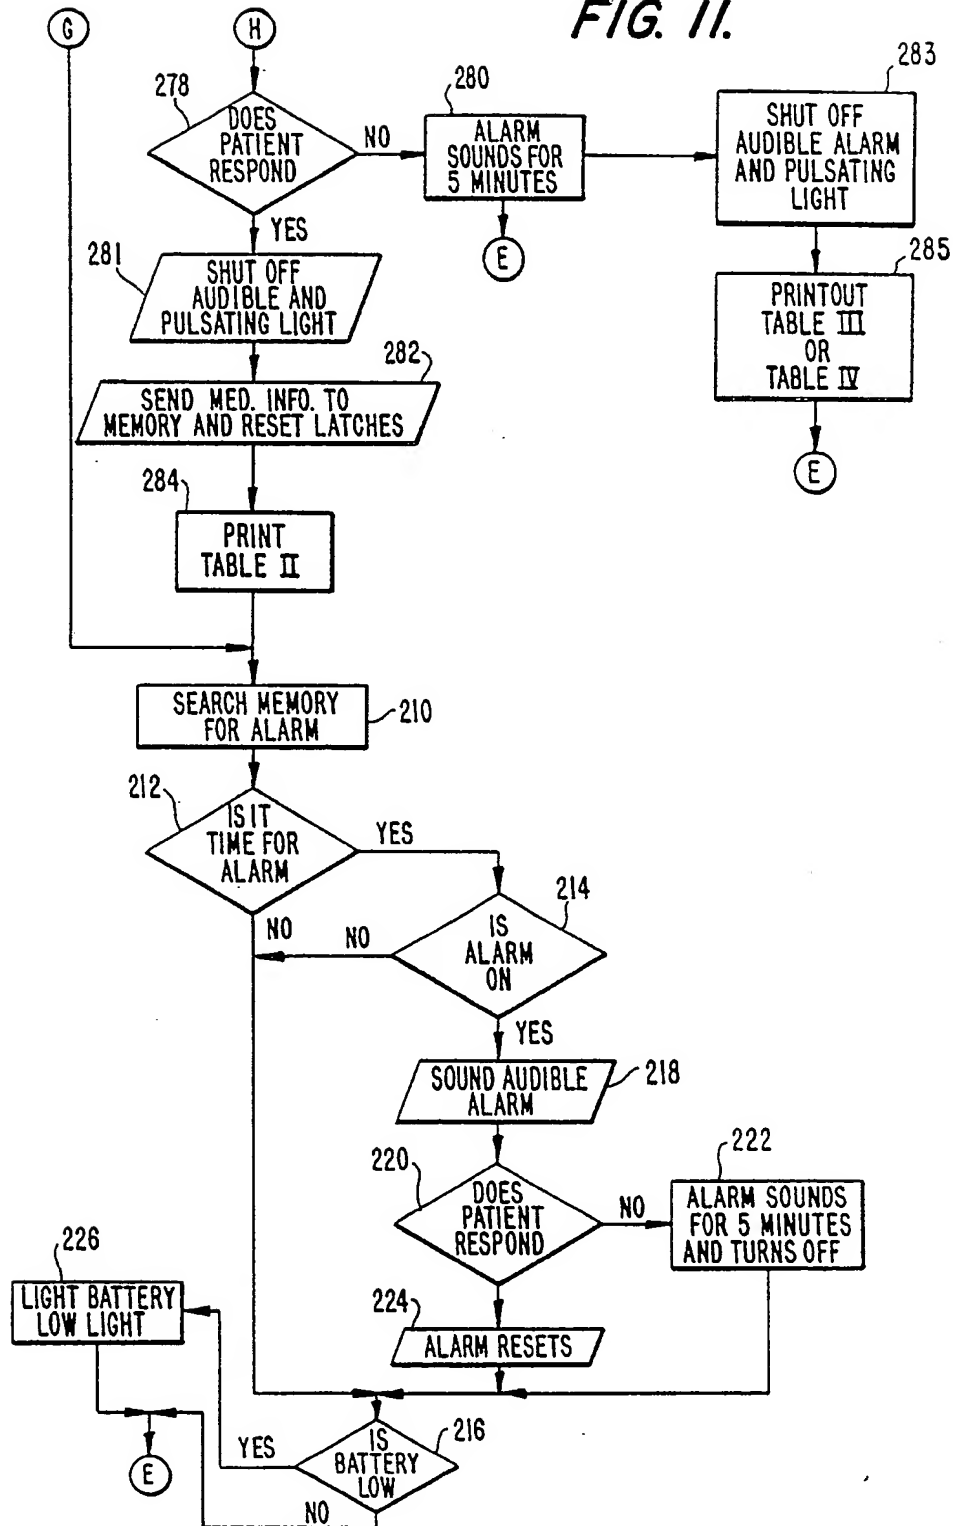 FIG. 11.
G
H
278
DOES
PATIENT
RESPOND
NO
280
ALARM
SOUNDS FOR
5 MINUTES
E
283
SHUT OFF
AUDIBLE ALARM
AND PULSATING
LIGHT
285
PRINTOUT
TABLE III
OR
TABLE IV
E
YES
281
SHUT OFF
AUDIBLE AND
PULSATING LIGHT
282
SEND MED. INFO. TO
MEMORY AND RESET LATCHES
284
PRINT
TABLE II
SEARCH MEMORY
FOR ALARM
210
212
IS IT
TIME FOR
ALARM
YES
NO
214
IS
ALARM
ON
NO
YES
SOUND AUDIBLE
ALARM
218
220
DOES
PATIENT
RESPOND
NO
222
ALARM SOUNDS
FOR 5 MINUTES
AND TURNS OFF
224
ALARM RESETS
226
LIGHT BATTERY
LOW LIGHT
216
IS
BATTERY
LOW
YES
NO
E